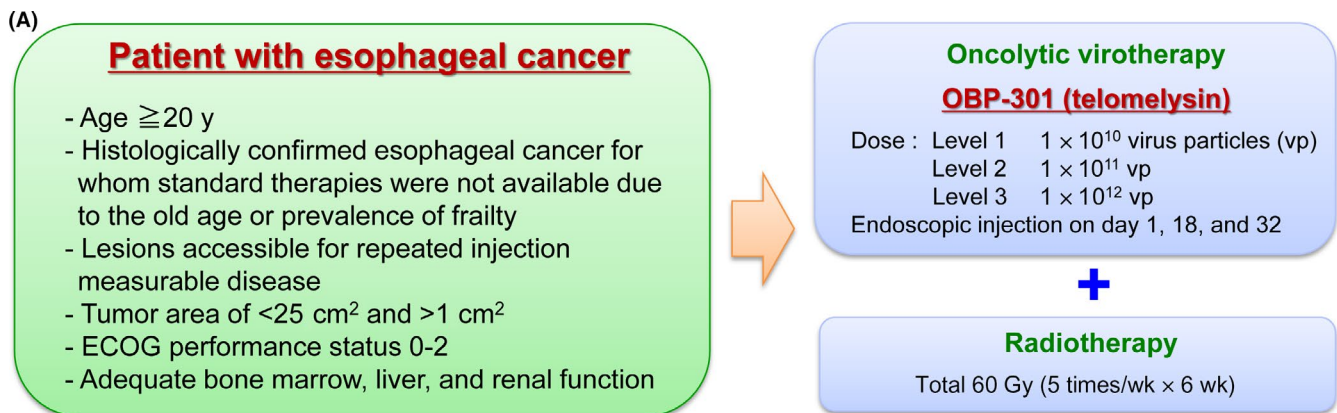 (A)
Patient with esophageal cancer
- Age ≧20 y
- Histologically confirmed esophageal cancer for
whom standard therapies were not available due
to the old age or prevalence of frailty
- Lesions accessible for repeated injection
measurable disease
- Tumor area of <25 cm² and >1 cm²
- ECOG performance status 0-2
- Adequate bone marrow, liver, and renal function
Oncolytic virotherapy
OBP-301 (telomelysin)
Dose : Level 1 1 × 10¹⁰ virus particles (vp)
Level 2 1 × 10¹¹ vp
Level 3 1 × 10¹² vp
Endoscopic injection on day 1, 18, and 32
+
Radiotherapy
Total 60 Gy (5 times/wk × 6 wk)